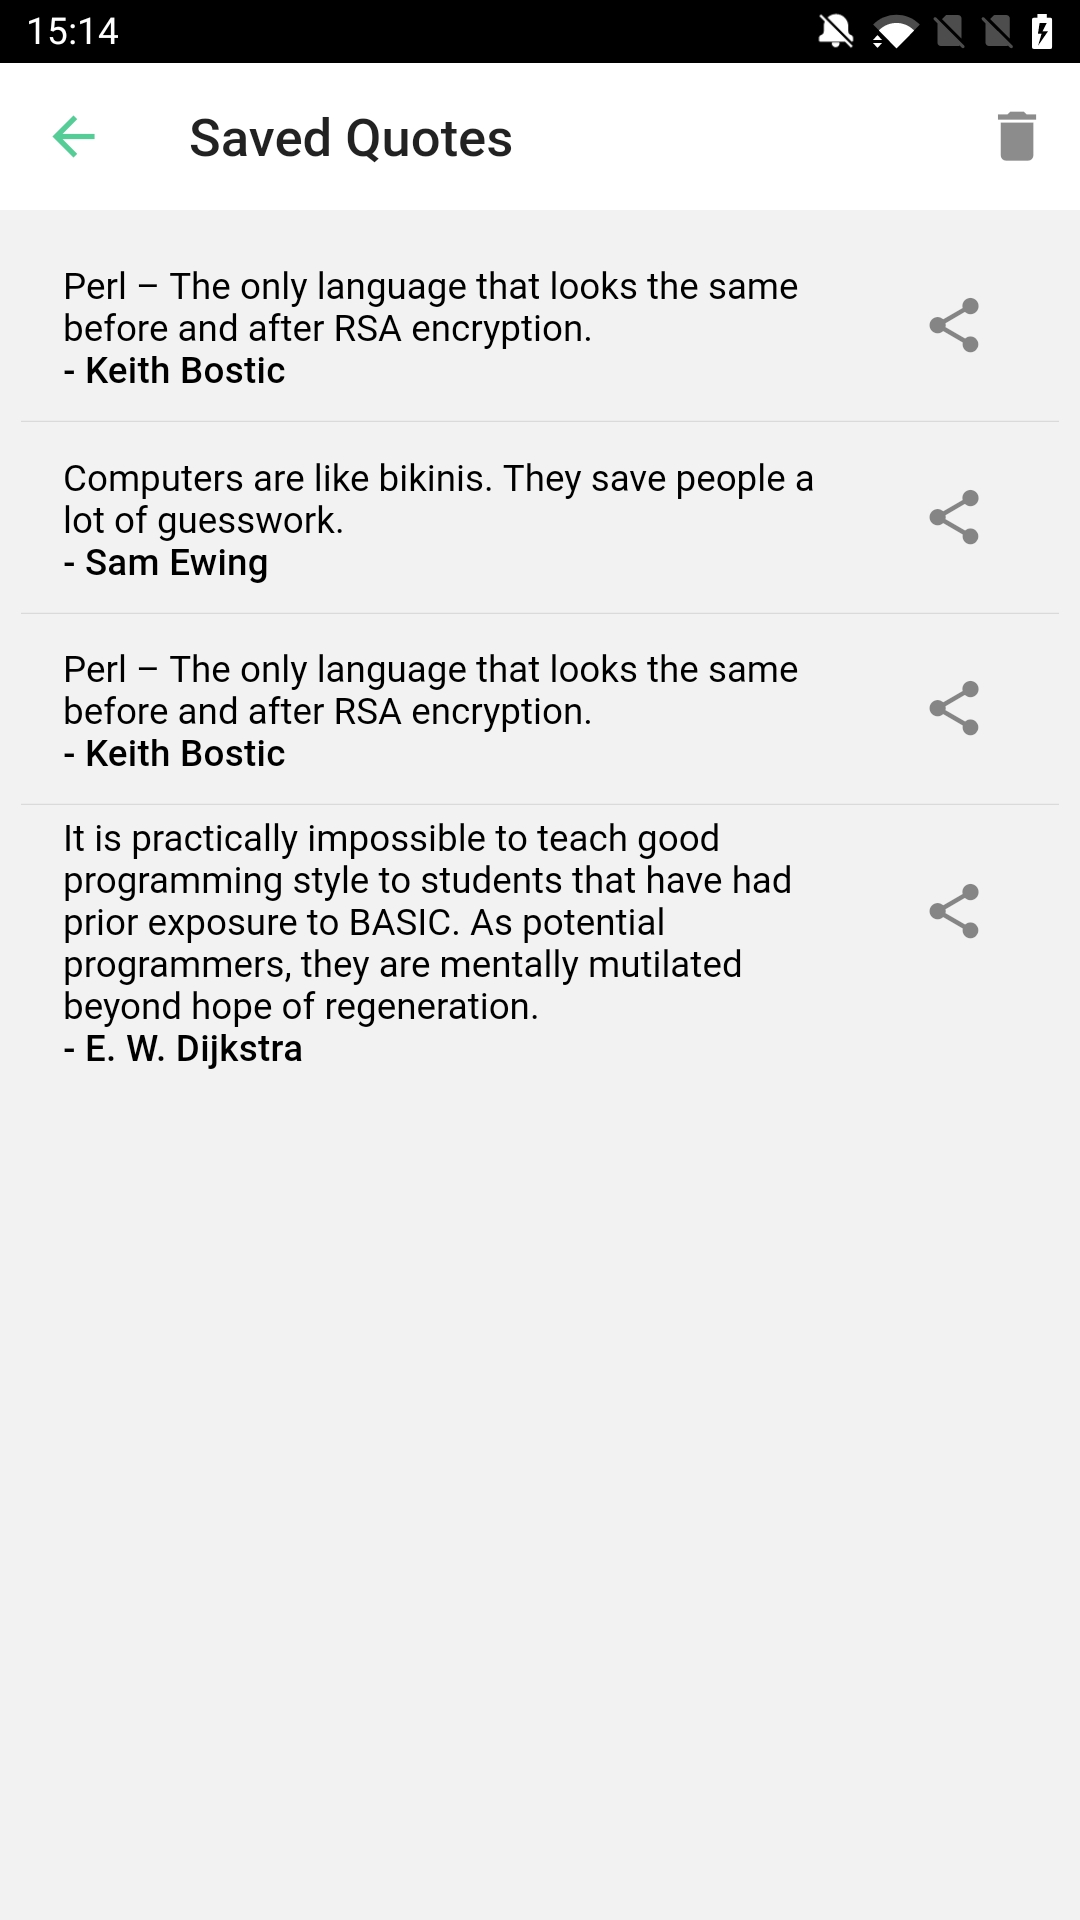 15:14
Saved Quotes
Perl – The only language that looks the same
before and after RSA encryption.
- Keith Bostic
Computers are like bikinis. They save people a
lot of guesswork.
- Sam Ewing
Perl – The only language that looks the same
before and after RSA encryption.
- Keith Bostic
It is practically impossible to teach good
programming style to students that have had
prior exposure to BASIC. As potential
programmers, they are mentally mutilated
beyond hope of regeneration.
- E. W. Dijkstra